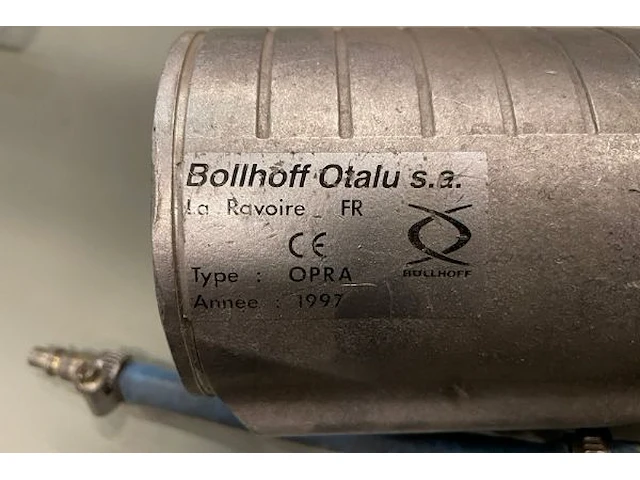 Bollhoff Otalu s.a.
La Ravoire FR
CE
BOLLHOFF
Type : OPRA
Annee : 1997